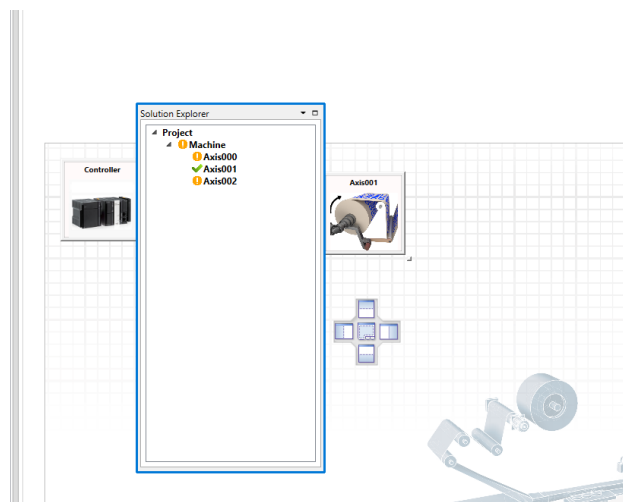 Solution Explorer
Project
Machine
Axis000
Axis001
Axis002
Controller
Axis001